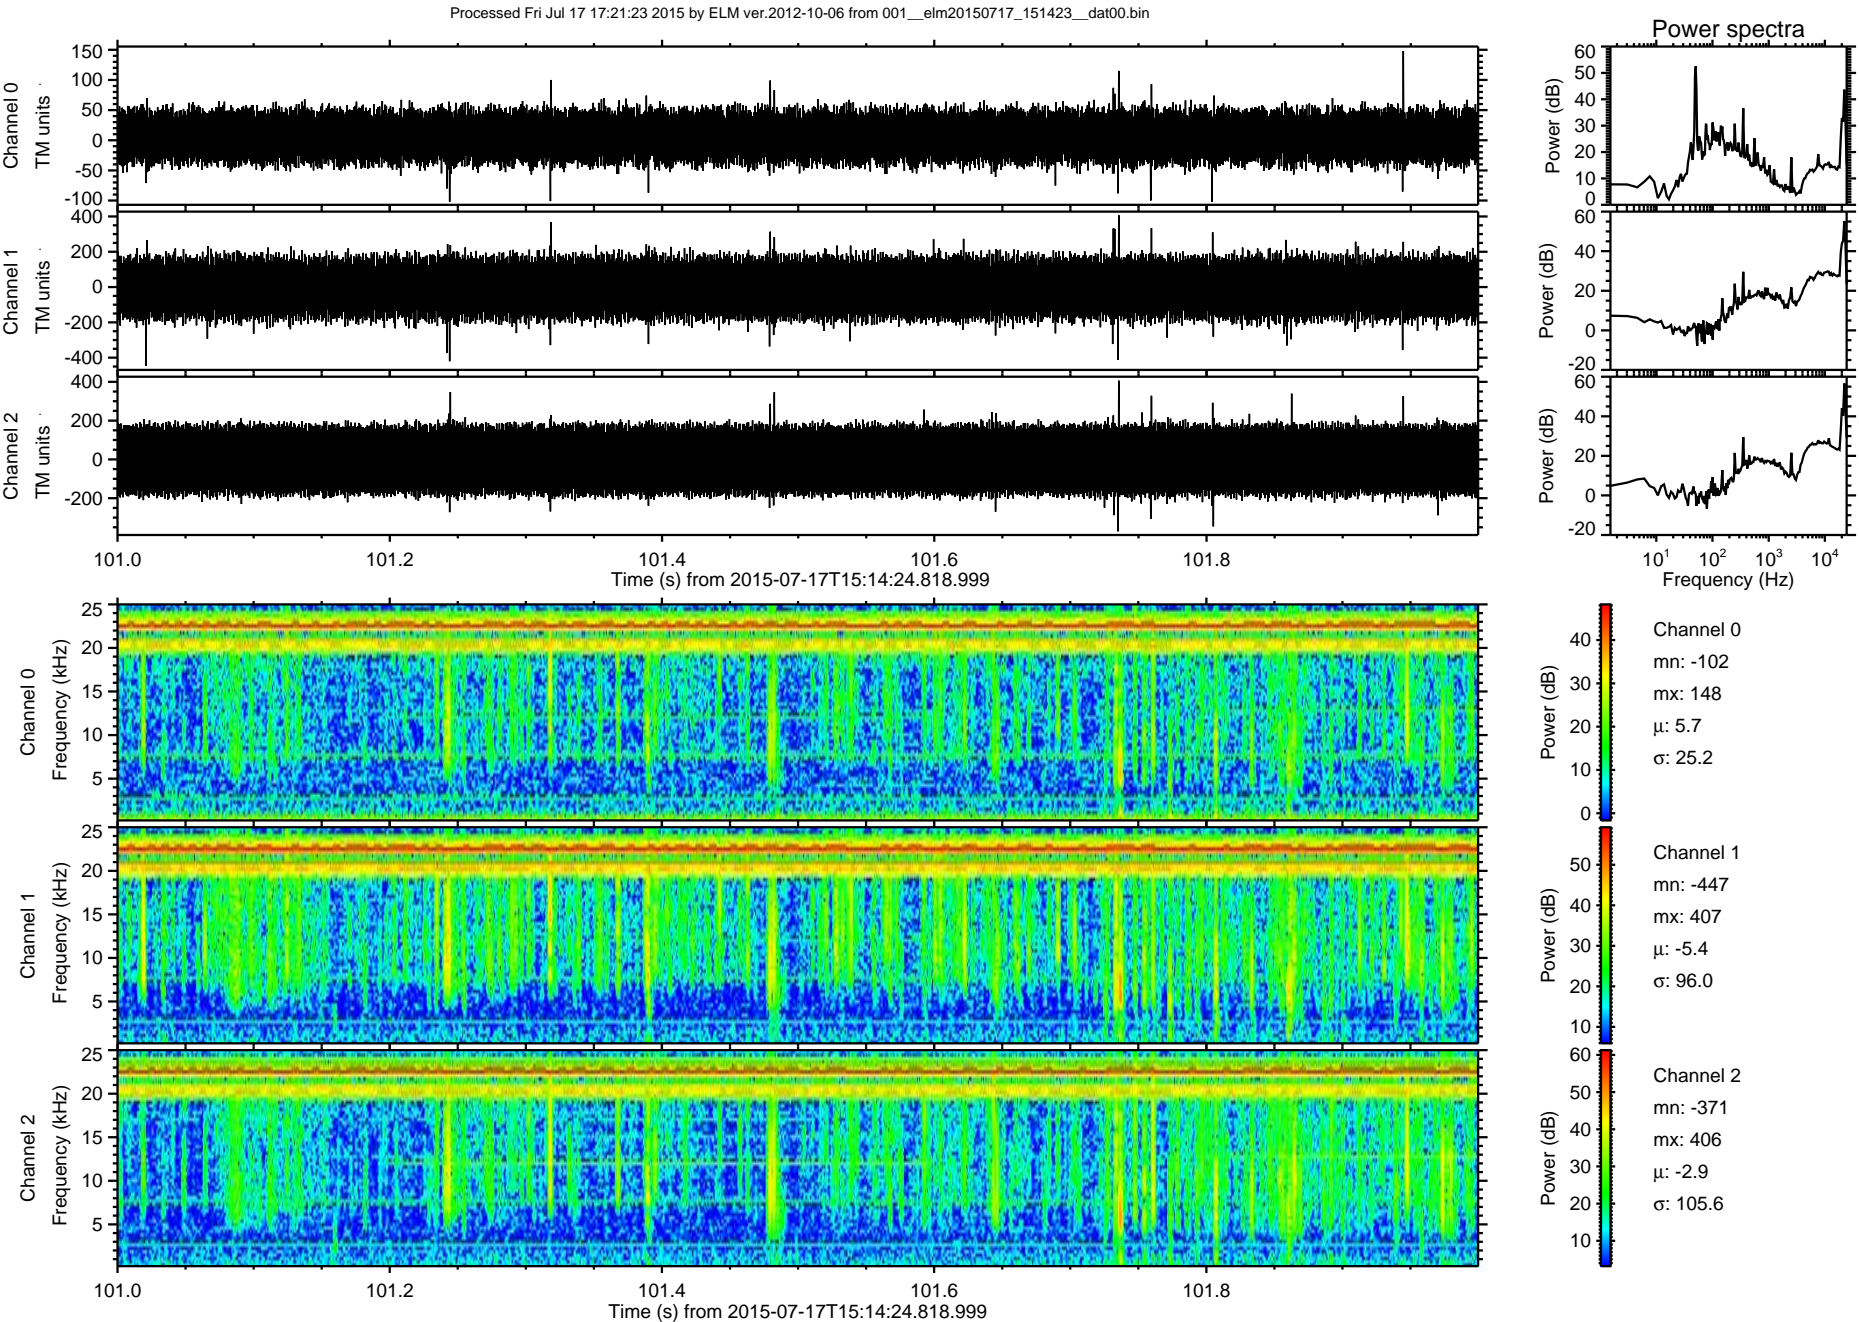 Processed Fri Jul 17 17:21:23 2015 by ELM ver.2012-10-06 from 001__elm20150717_151423__dat00.bin
Power spectra
Channel 0
TM units
150
100
50
0
-50
-100
Power (dB)
60
50
40
30
20
10
0
Channel 1
TM units
400
200
0
-200
-400
Power (dB)
60
40
20
0
-20
Channel 2
TM units
400
200
0
-200
Power (dB)
60
40
20
0
-20
101.0 101.2 101.4 101.6 101.8
Time (s) from 2015-07-17T15:14:24.818.999
10¹ 10² 10³ 10⁴
Frequency (Hz)
Channel 0
Frequency (kHz)
25
20
15
10
5
Power (dB)
40
30
20
10
0
Channel 0
mn: -102
mx: 148
μ: 5.7
σ: 25.2
Channel 1
Frequency (kHz)
25
20
15
10
5
Power (dB)
50
40
30
20
10
Channel 1
mn: -447
mx: 407
μ: -5.4
σ: 96.0
Channel 2
Frequency (kHz)
25
20
15
10
5
Power (dB)
60
50
40
30
20
10
Channel 2
mn: -371
mx: 406
μ: -2.9
σ: 105.6
101.0 101.2 101.4 101.6 101.8
Time (s) from 2015-07-17T15:14:24.818.999